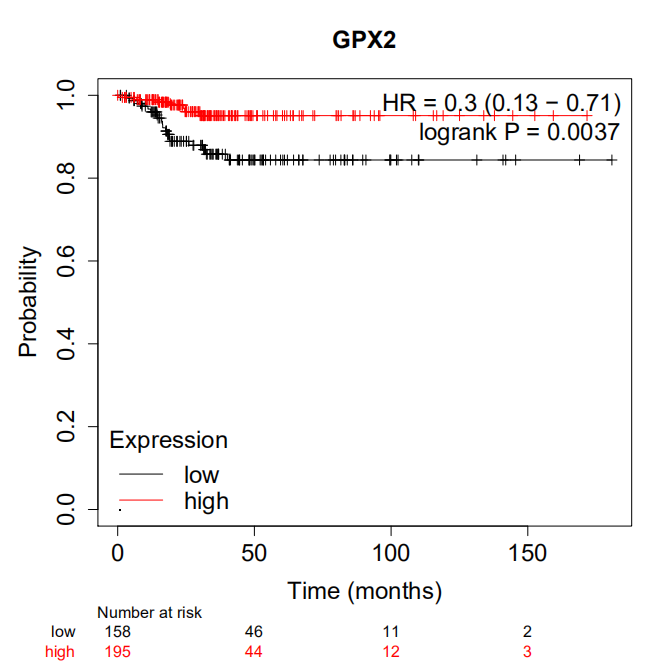 GPX2
HR = 0.3 (0.13 − 0.71)
logrank P = 0.0037
1.0
0.8
0.6
0.4
0.2
0.0
Probability
Expression
low
high
0 50 100 150
Time (months)
Number at risk
low 158 46 11 2
high 195 44 12 3